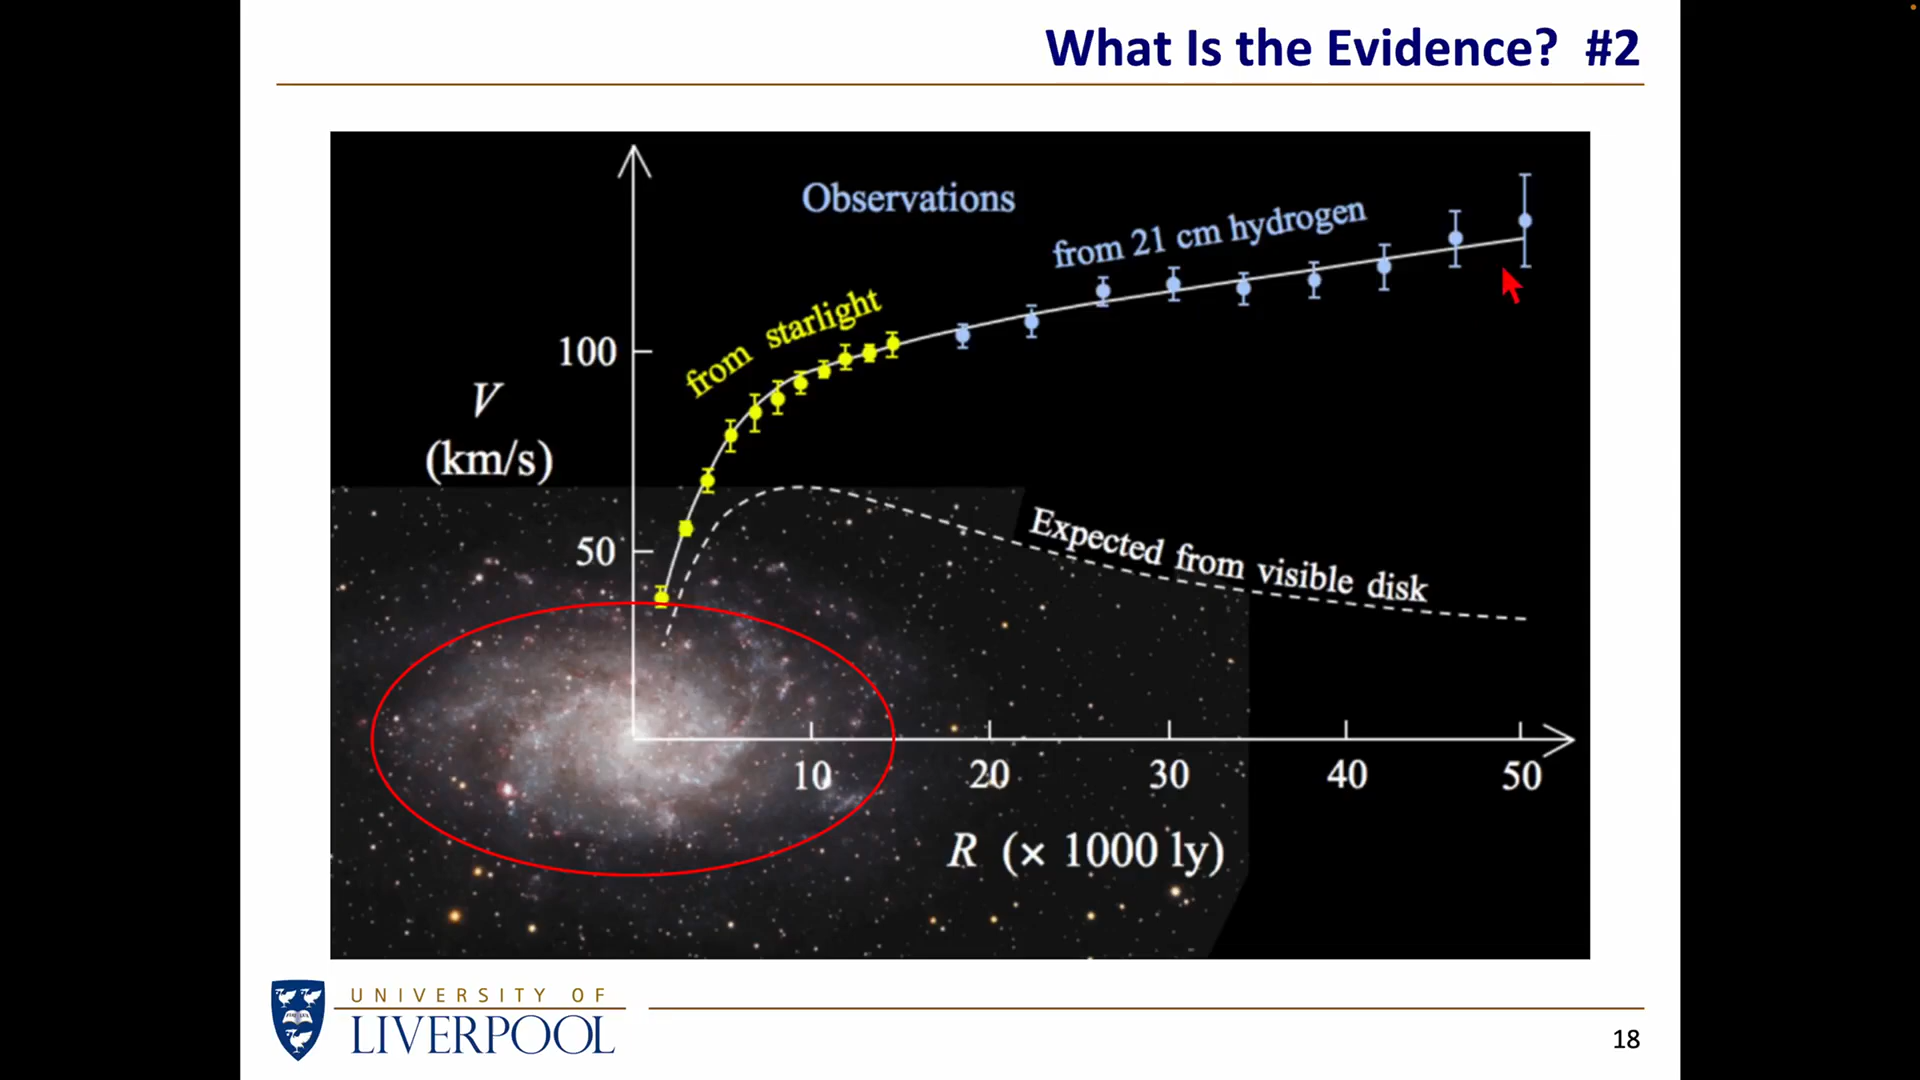 What Is the Evidence? #2
Observations
from 21 cm hydrogen
from starlight
100
V
(km/s)
50
Expected from visible disk
10
20
30
40
50
R (× 1000 ly)
UNIVERSITY OF
LIVERPOOL
18